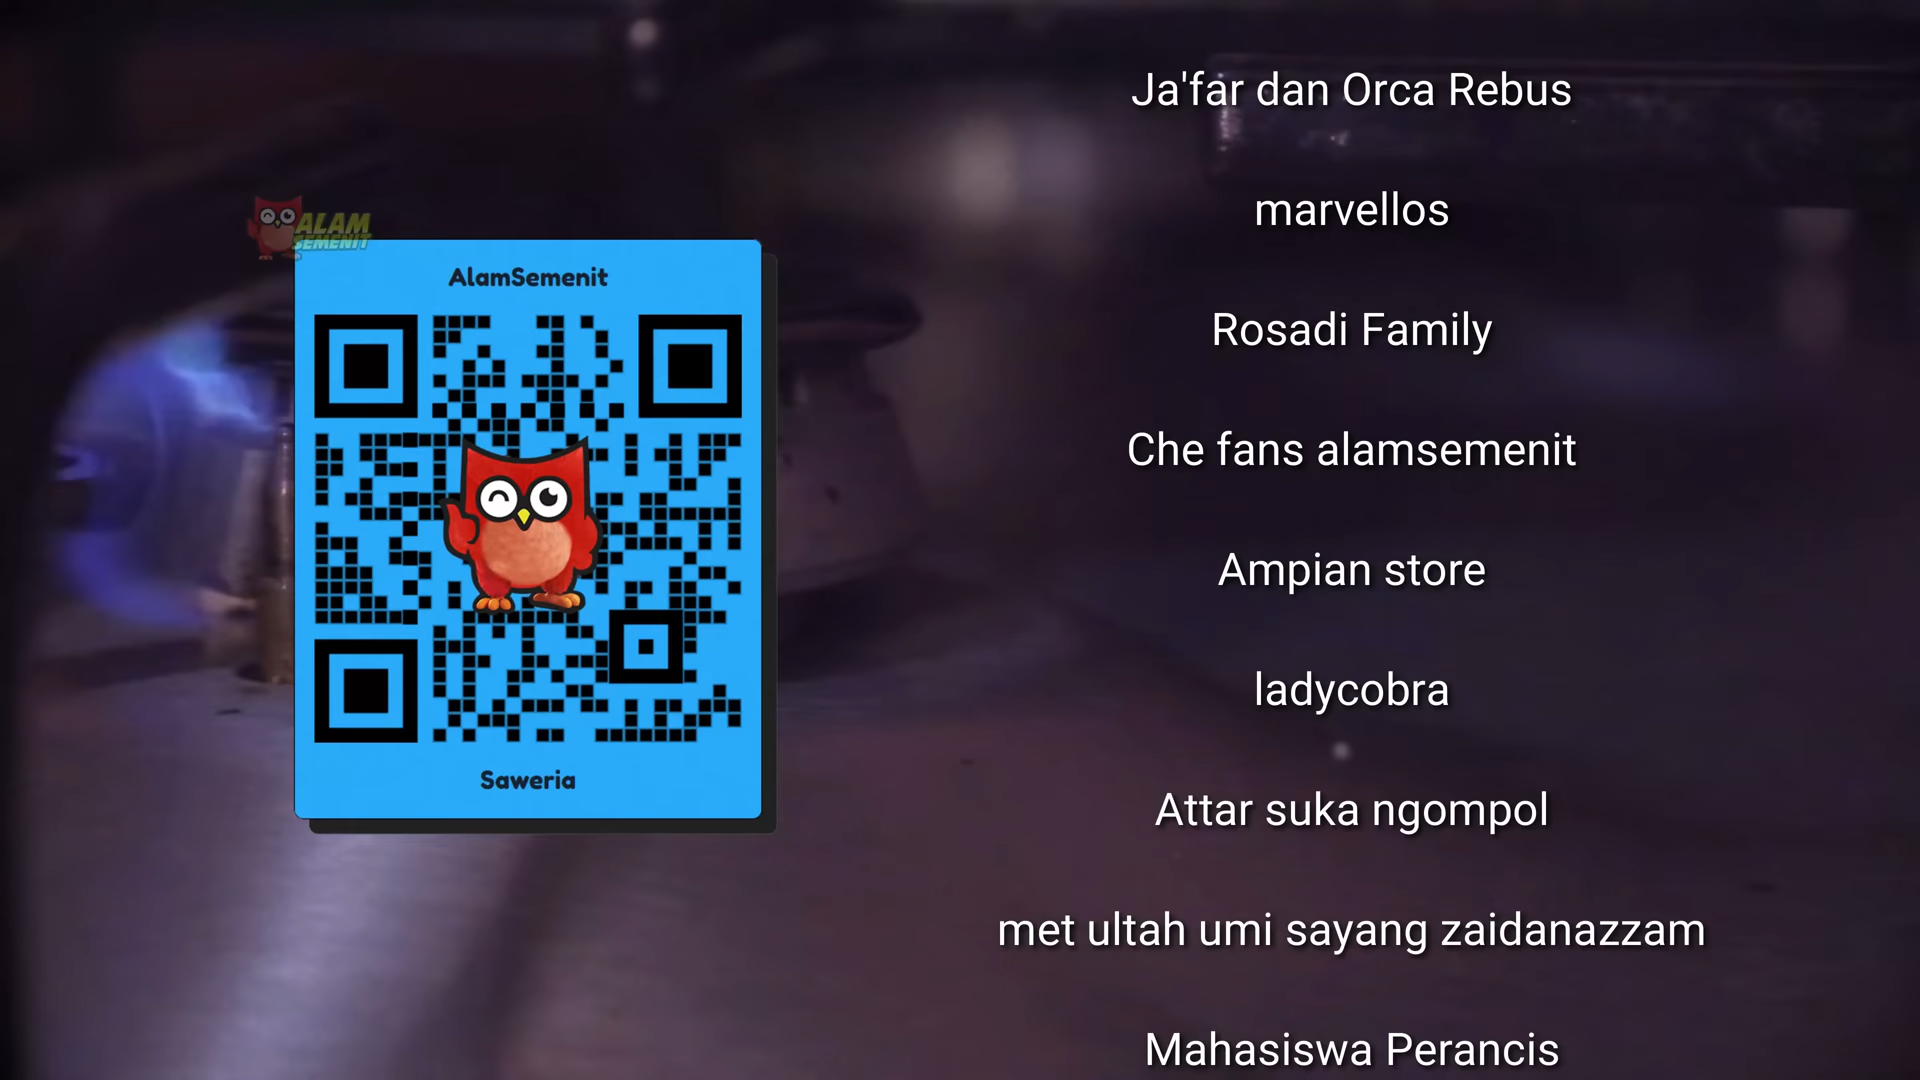 ALAM
SEMENIT
AlamSemenit
Saweria
Ja'far dan Orca Rebus
marvellos
Rosadi Family
Che fans alamsemenit
Ampian store
ladycobra
Attar suka ngompol
met ultah umi sayang zaidanazzam
Mahasiswa Perancis